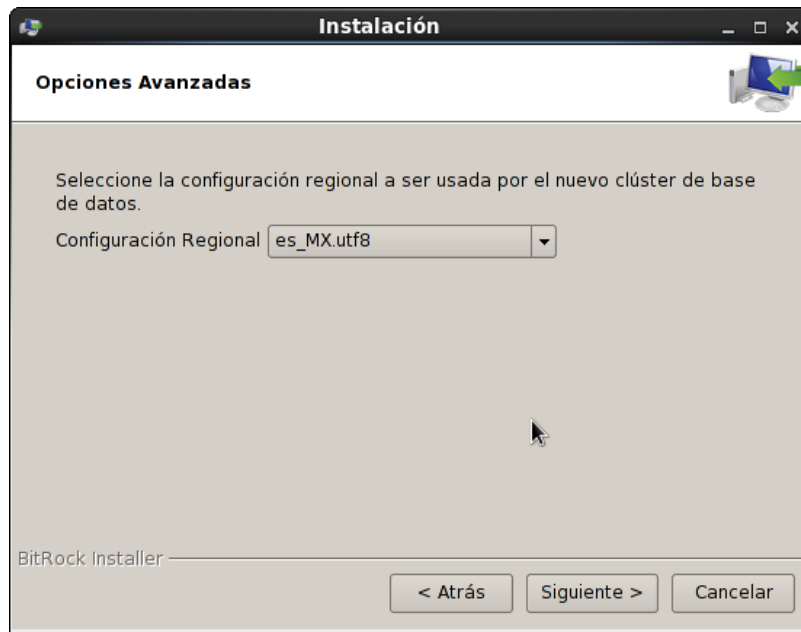 Instalación
Opciones Avanzadas
Seleccione la configuración regional a ser usada por el nuevo clúster de base
de datos.
Configuración Regional es_MX.utf8
BitRock Installer
< Atrás Siguiente > Cancelar